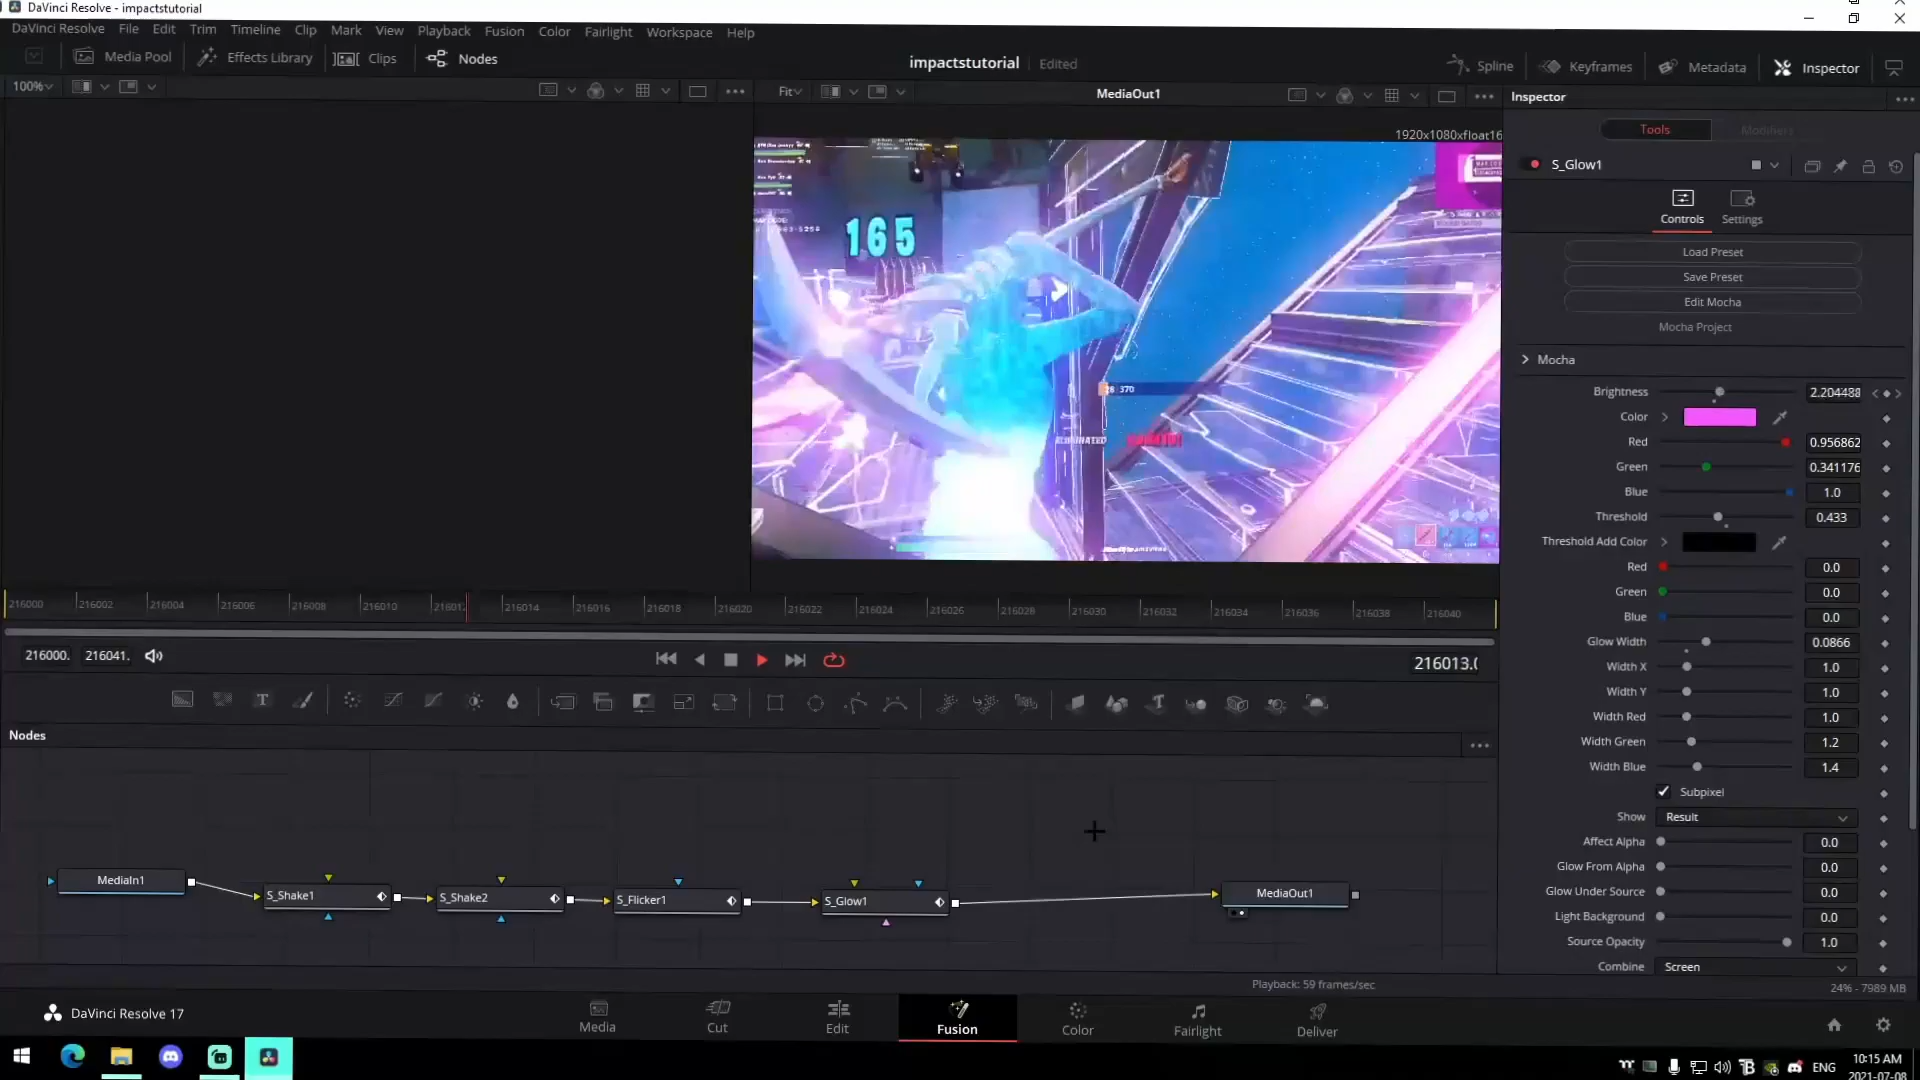 DaVinci Resolve - impactstutorial
DaVinci Resolve File Edit Trim Timeline Clip Mark View Playback Fusion Color Fairlight Workspace Help
Media Pool Effects Library Clips Nodes impactstutorial Edited Spline Keyframes Metadata Inspector
100% Fit MediaOut1 Inspector
1920x1080xfloat16
Tools Modifiers
S_Glow1
Controls Settings
Load Preset
Save Preset
Edit Mocha
Mocha Project
Mocha
Brightness 2.204488
Color
Red 0.956862
Green 0.341176
Blue 1.0
Threshold 0.433
Threshold Add Color
Red 0.0
Green 0.0
Blue 0.0
Glow Width 0.0866
Width X 1.0
Width Y 1.0
Width Red 1.0
Width Green 1.2
Width Blue 1.4
Subpixel
Show Result
Affect Alpha 0.0
Glow From Alpha 0.0
Glow Under Source 0.0
Light Background 0.0
Source Opacity 1.0
Combine Screen
165
370
ELIMINATED
216000 216002 216004 216006 216008 216010 21601 216014 216016 216018 216020 216022 216024 216026 216028 216030 216032 216034 216036 216038 216040
216000. 216041. 216013.0
Nodes
MediaIn1 S_Shake1 S_Shake2 S_Flicker1 S_Glow1 MediaOut1
Playback: 59 frames/sec
24% - 7989 MB
DaVinci Resolve 17 Media Cut Edit Fusion Color Fairlight Deliver
ENG 10:15 AM
2021-07-08